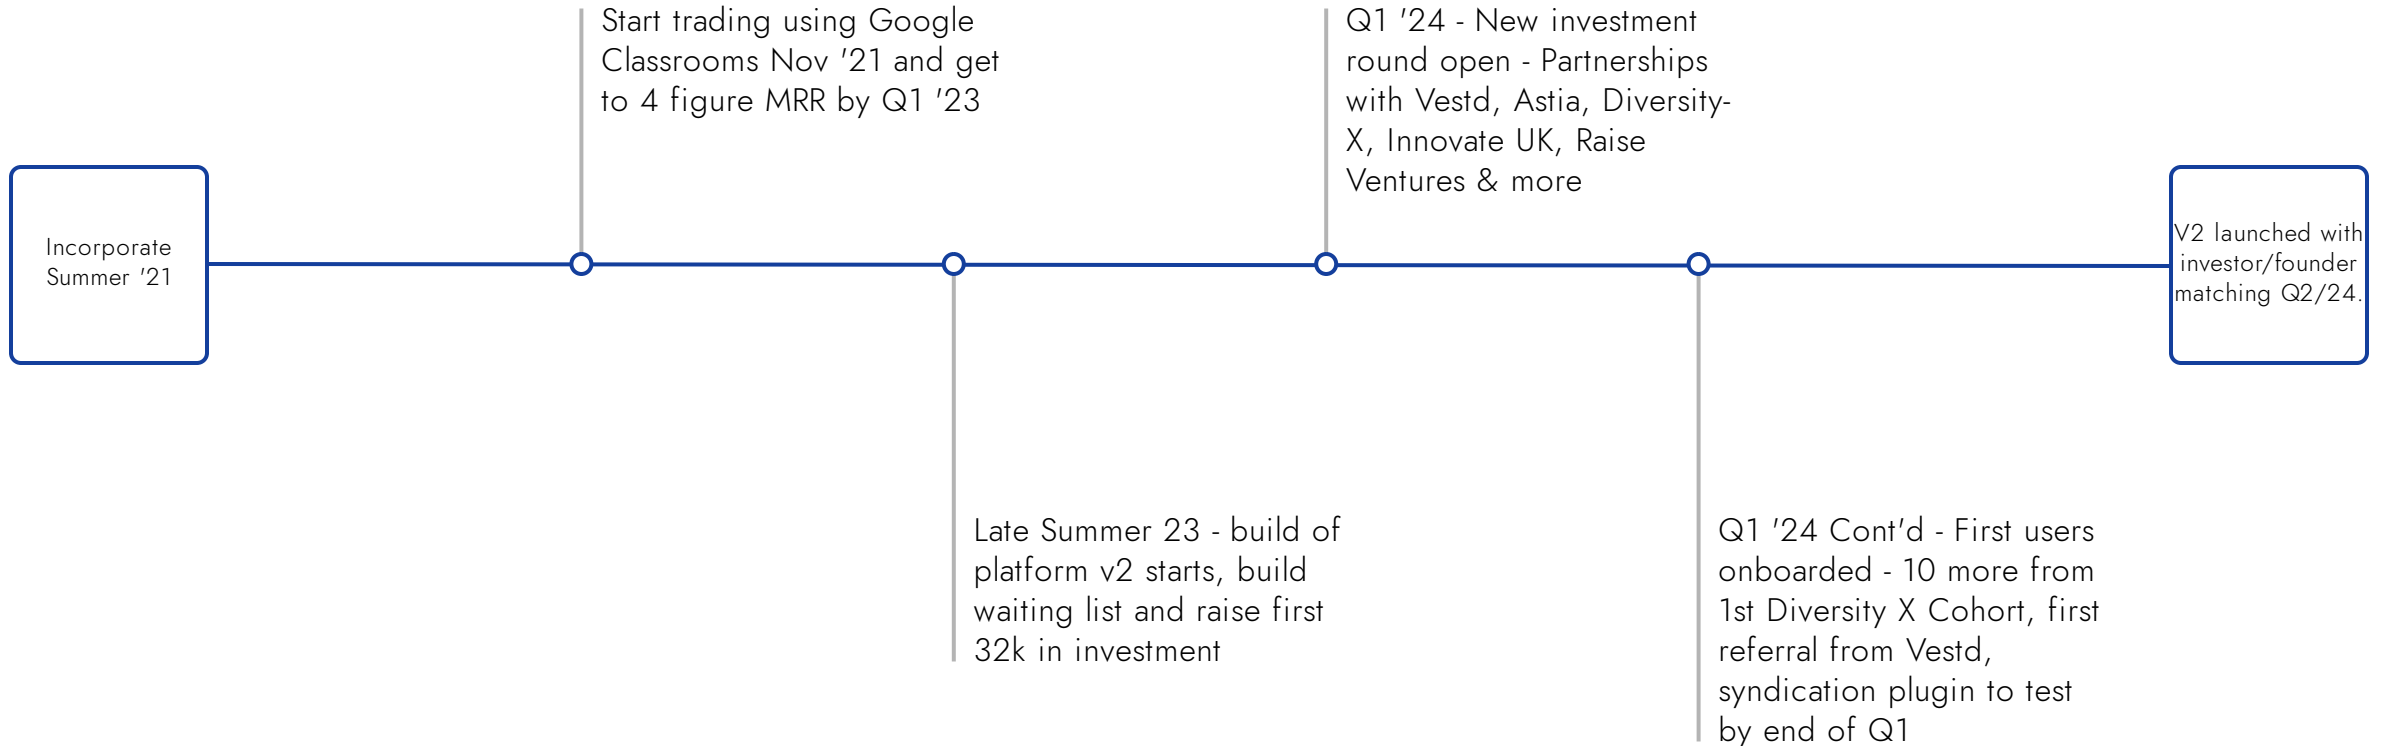 Incorporate
Summer '21
Start trading using Google
Classrooms Nov '21 and get
to 4 figure MRR by Q1 '23
Late Summer 23 - build of
platform v2 starts, build
waiting list and raise first
32k in investment
Q1 '24 - New investment
round open - Partnerships
with Vestd, Astia, Diversity-
X, Innovate UK, Raise
Ventures & more
Q1 '24 Cont'd - First users
onboarded - 10 more from
1st Diversity X Cohort, first
referral from Vestd,
syndication plugin to test
by end of Q1
V2 launched with
investor/founder
matching Q2/24.